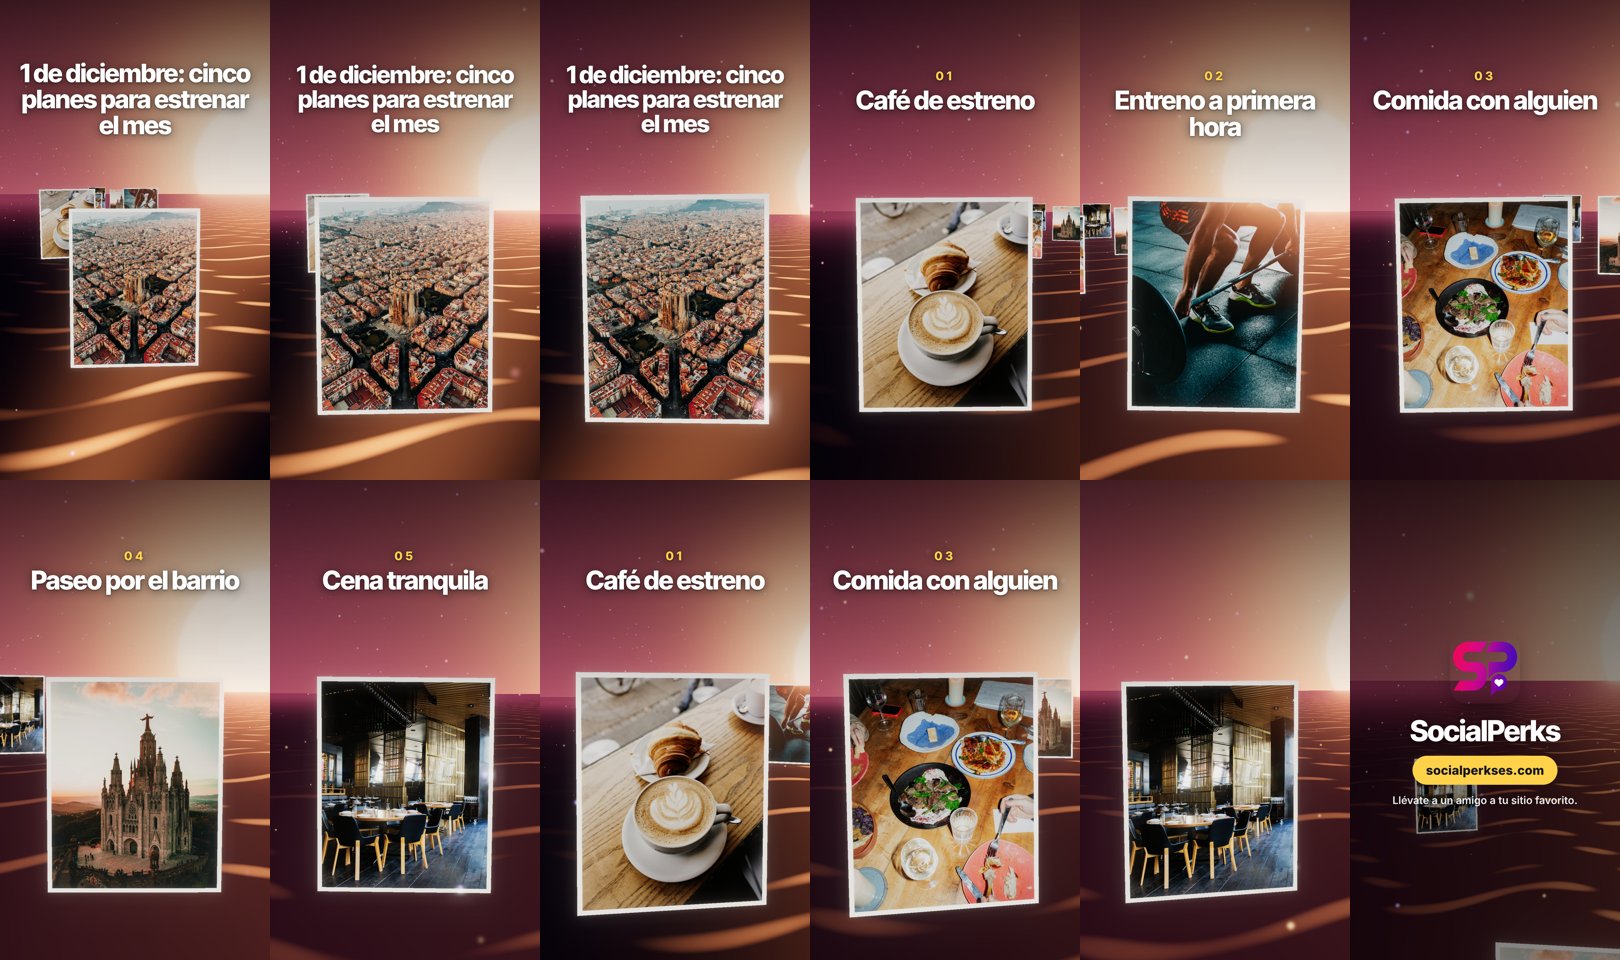 1 de diciembre: cinco
planes para estrenar
el mes
1 de diciembre: cinco
planes para estrenar
el mes
1 de diciembre: cinco
planes para estrenar
el mes
01
Café de estreno
02
Entreno a primera
hora
03
Comida con alguien
04
Paseo por el barrio
05
Cena tranquila
01
Café de estreno
03
Comida con alguien
SP
SocialPerks
socialperkses.com
Llévate a un amigo a tu sitio favorito.